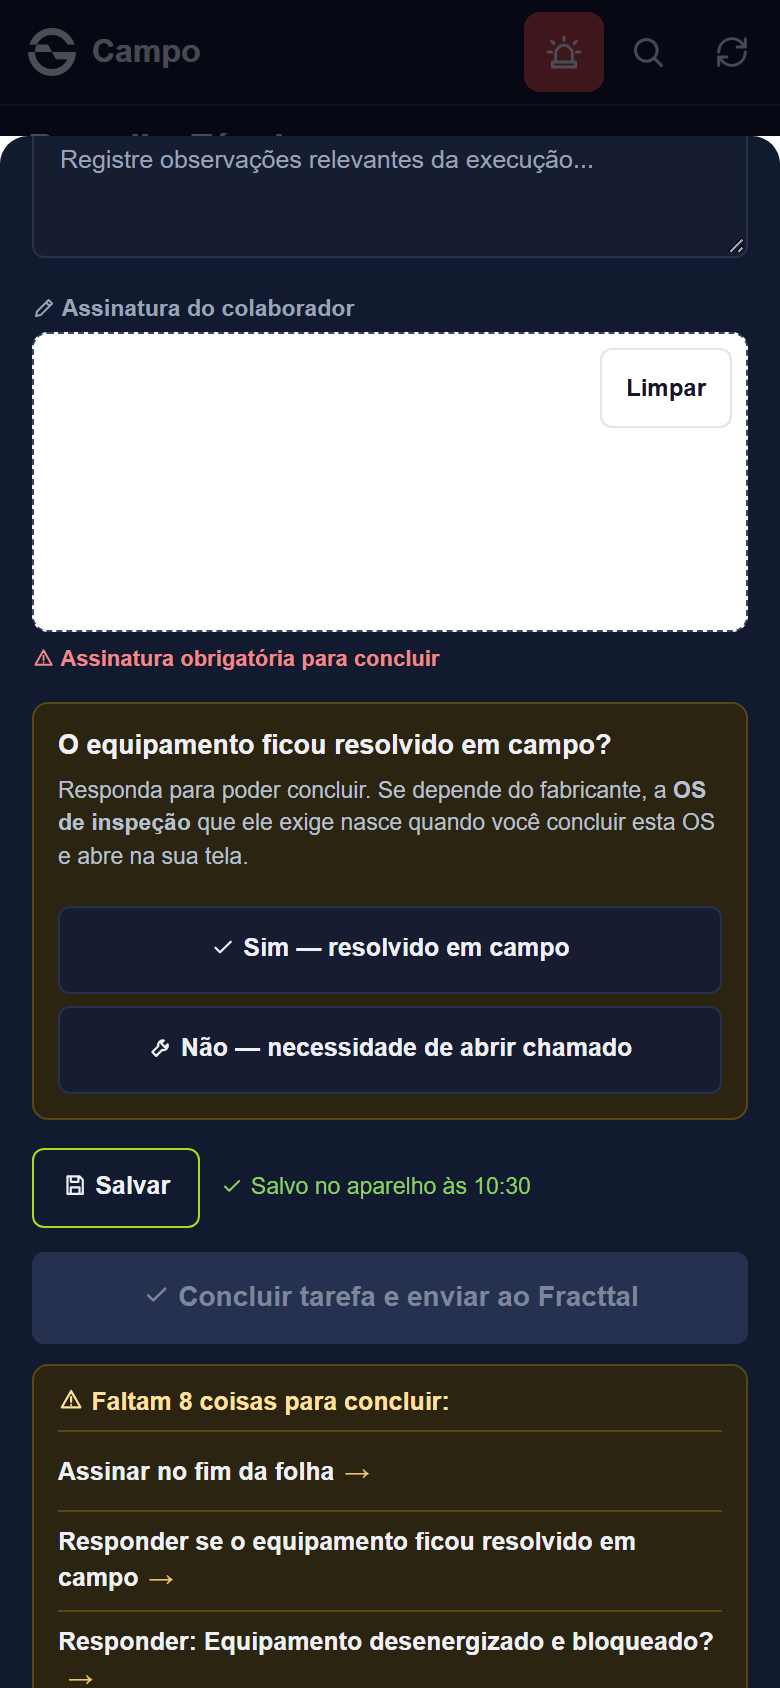 Campo
Registre observações relevantes da execução...
Assinatura do colaborador
Limpar
Assinatura obrigatória para concluir
O equipamento ficou resolvido em campo?
Responda para poder concluir. Se depende do fabricante, a OS
de inspeção que ele exige nasce quando você concluir esta OS
e abre na sua tela.
Sim — resolvido em campo
Não — necessidade de abrir chamado
Salvar
Salvo no aparelho às 10:30
Concluir tarefa e enviar ao Fracttal
Faltam 8 coisas para concluir:
Assinar no fim da folha →
Responder se o equipamento ficou resolvido em
campo →
Responder: Equipamento desenergizado e bloqueado?
→